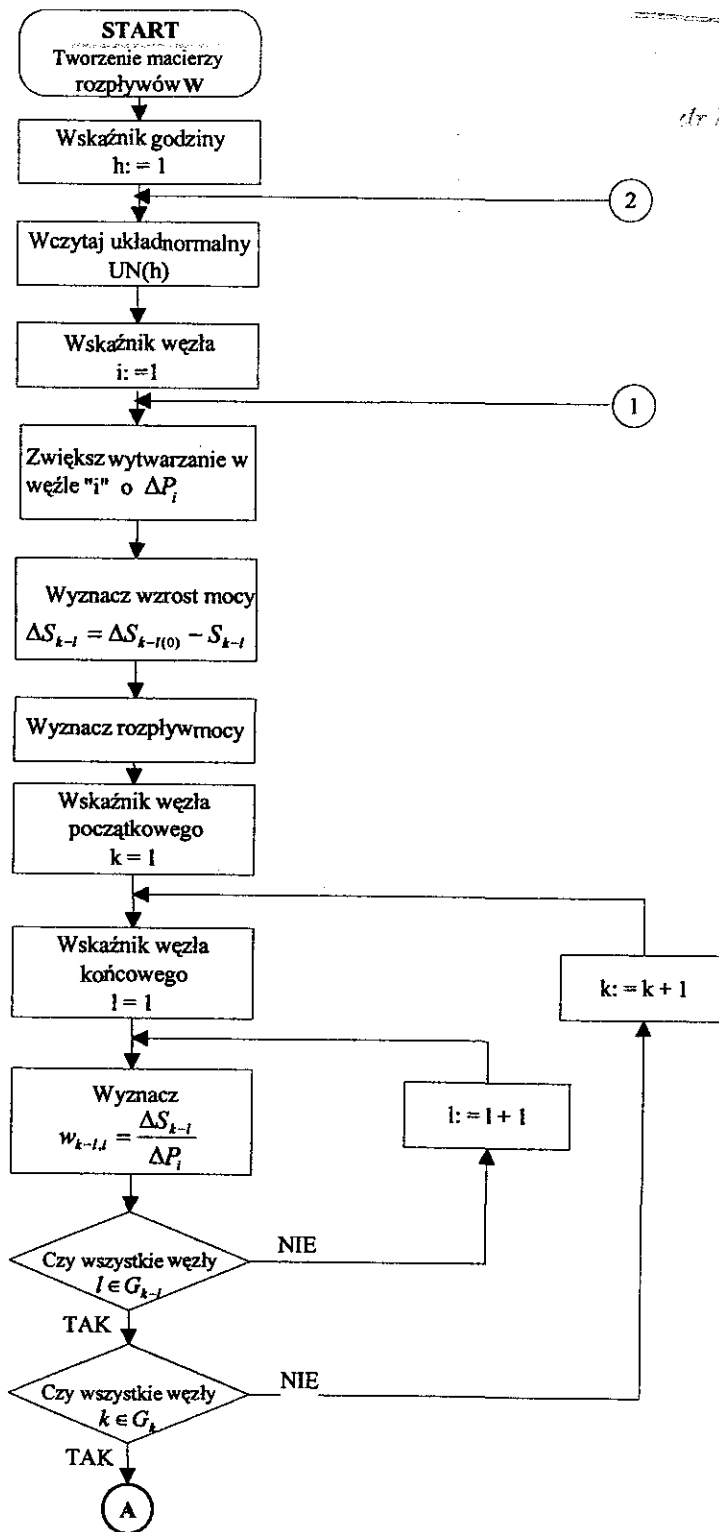 START
Tworzenie macierzy
rozpływów W
Wskaźnik godziny
h: = 1
2
Wczytaj układnormalny
UN(h)
Wskaźnik węzła
i: =1
1
Zwiększ wytwarzanie w
węźle "i" o ΔP_i
Wyznacz wzrost mocy
ΔS_{k-l} = ΔS_{k-l(0)} − S_{k-l}
Wyznacz rozpływmocy
Wskaźnik węzła
początkowego
k = 1
Wskaźnik węzła
końcowego
l = 1
k: = k + 1
Wyznacz
w_{k-l,i} = ΔS_{k-l} / ΔP_i
l: = l + 1
Czy wszystkie węzły
l ∈ G_{k-l}
NIE
TAK
Czy wszystkie węzły
k ∈ G_k
NIE
TAK
A